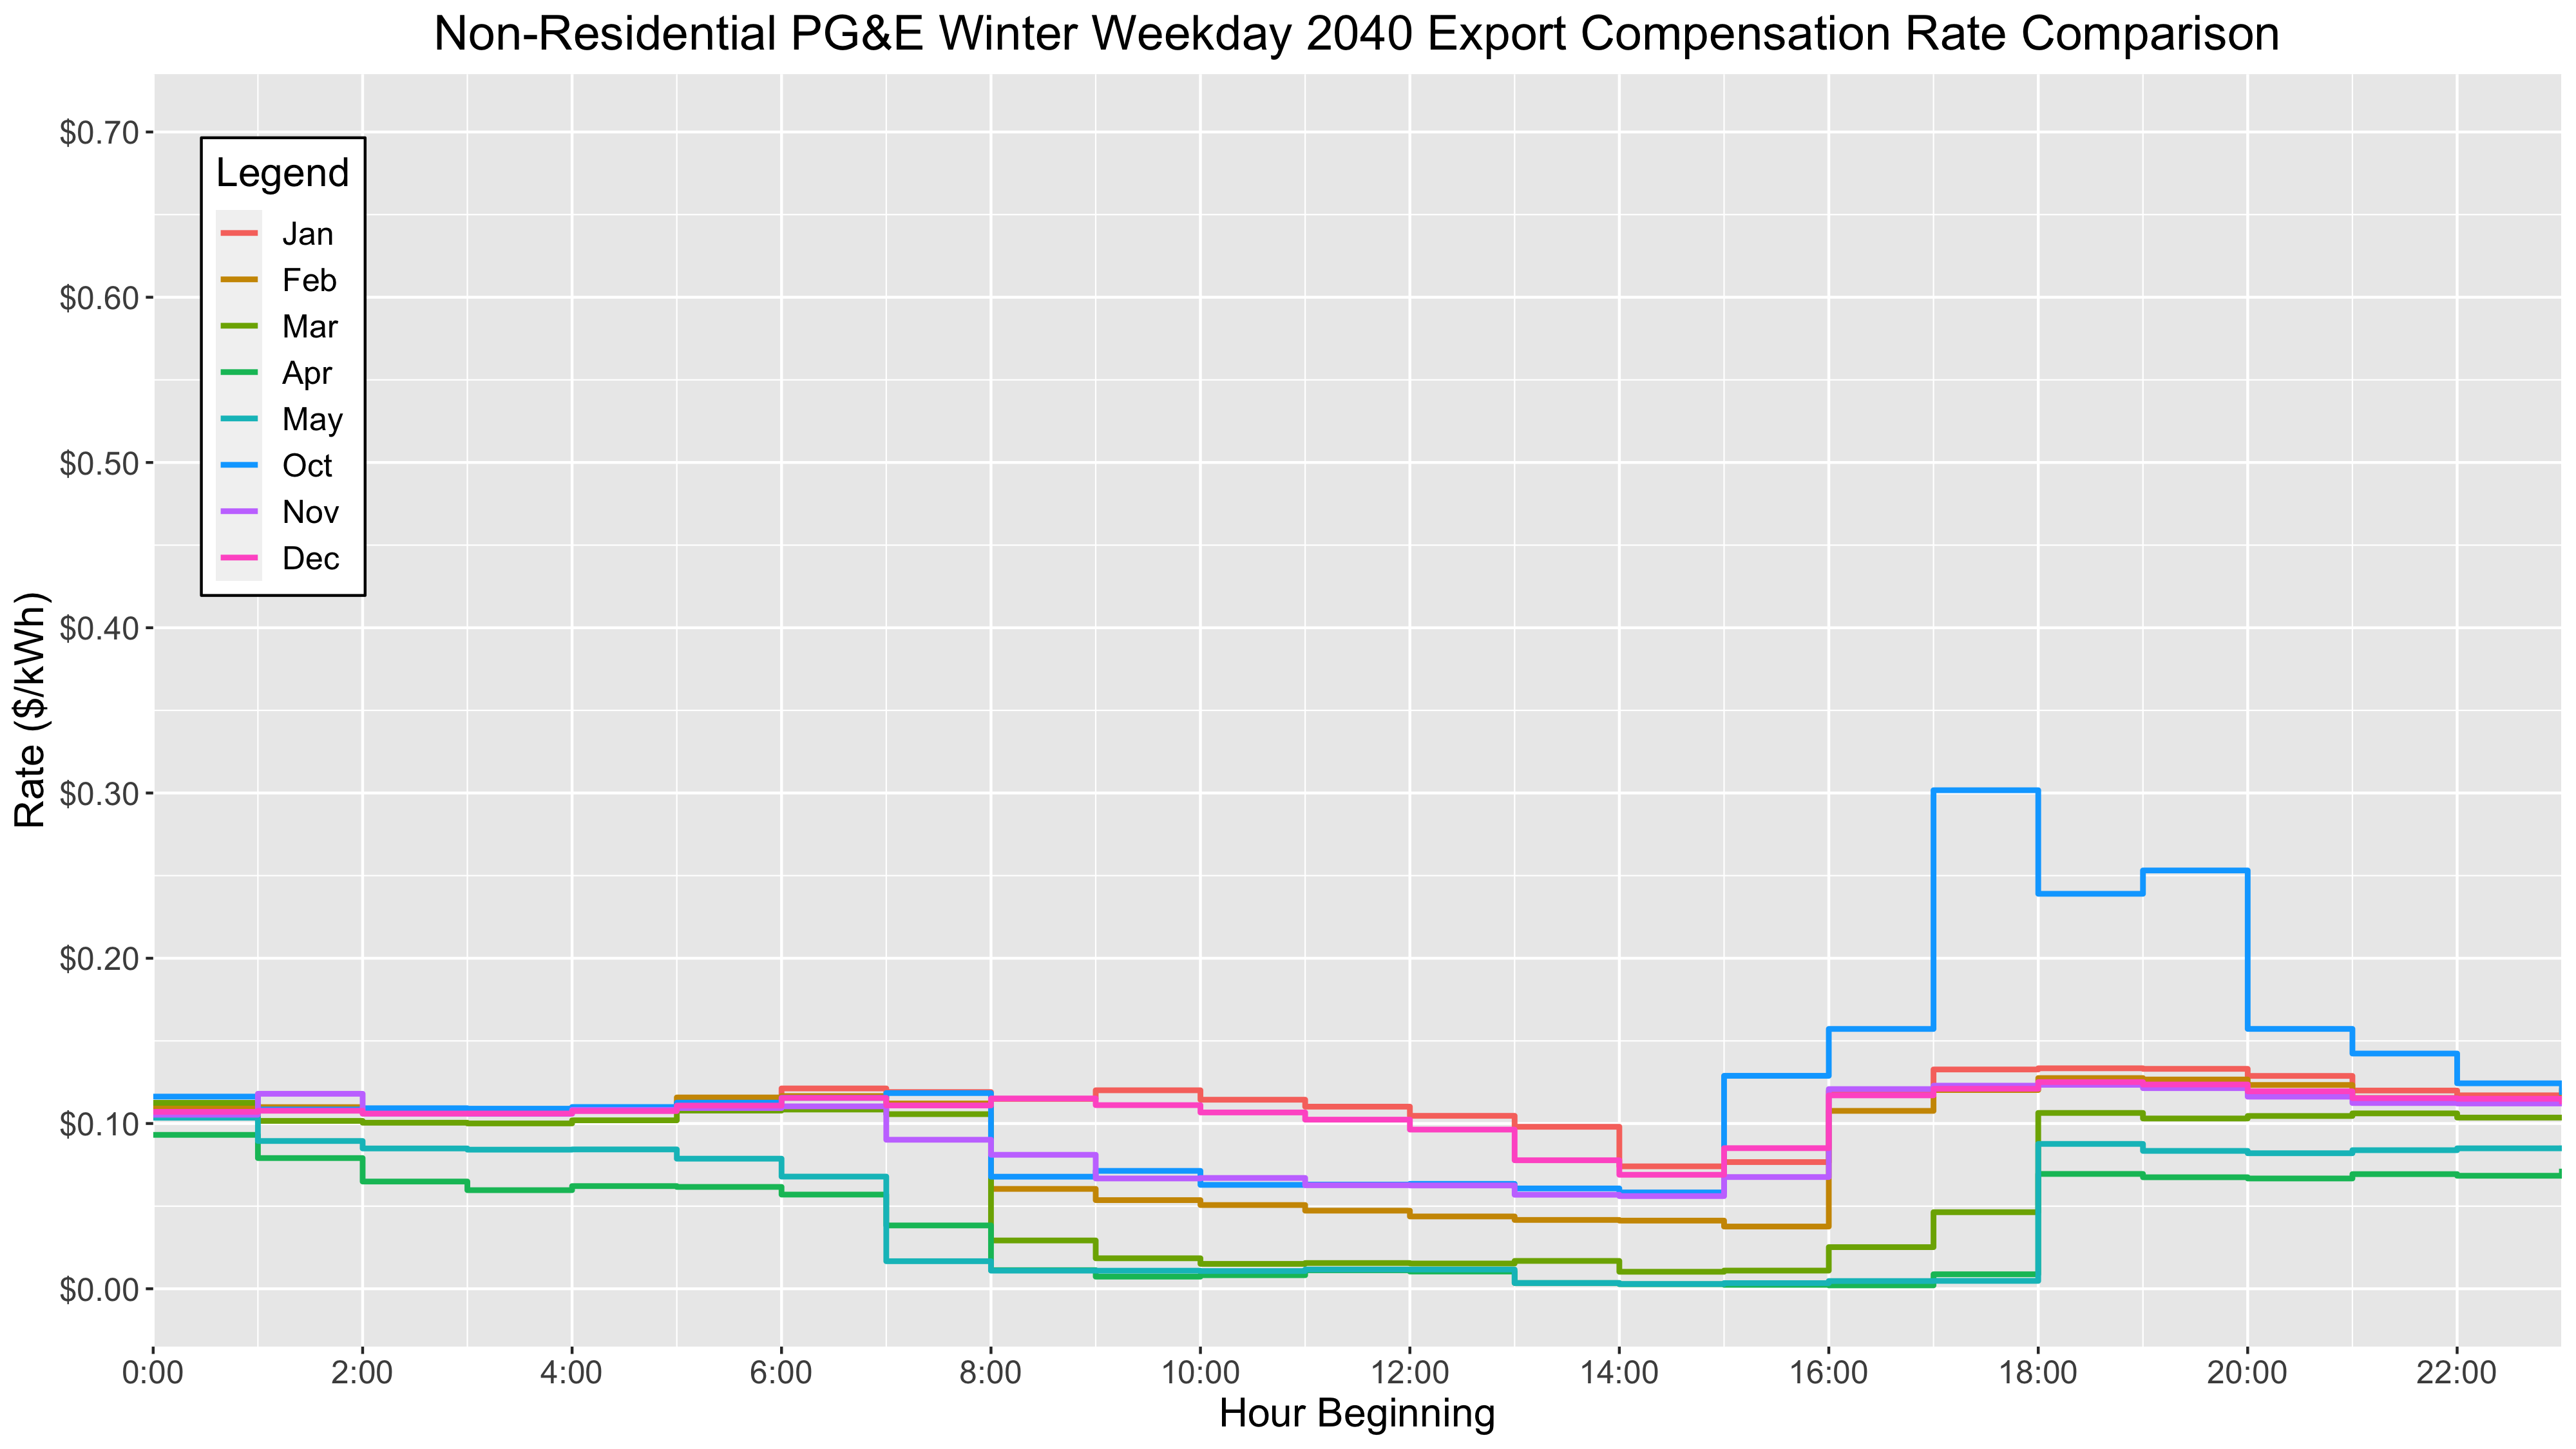 Non-Residential PG&E Winter Weekday 2040 Export Compensation Rate Comparison
Rate ($/kWh)
$0.70
$0.60
$0.50
$0.40
$0.30
$0.20
$0.10
$0.00
Legend
Jan
Feb
Mar
Apr
May
Oct
Nov
Dec
0:00 2:00 4:00 6:00 8:00 10:00 12:00 14:00 16:00 18:00 20:00 22:00
Hour Beginning